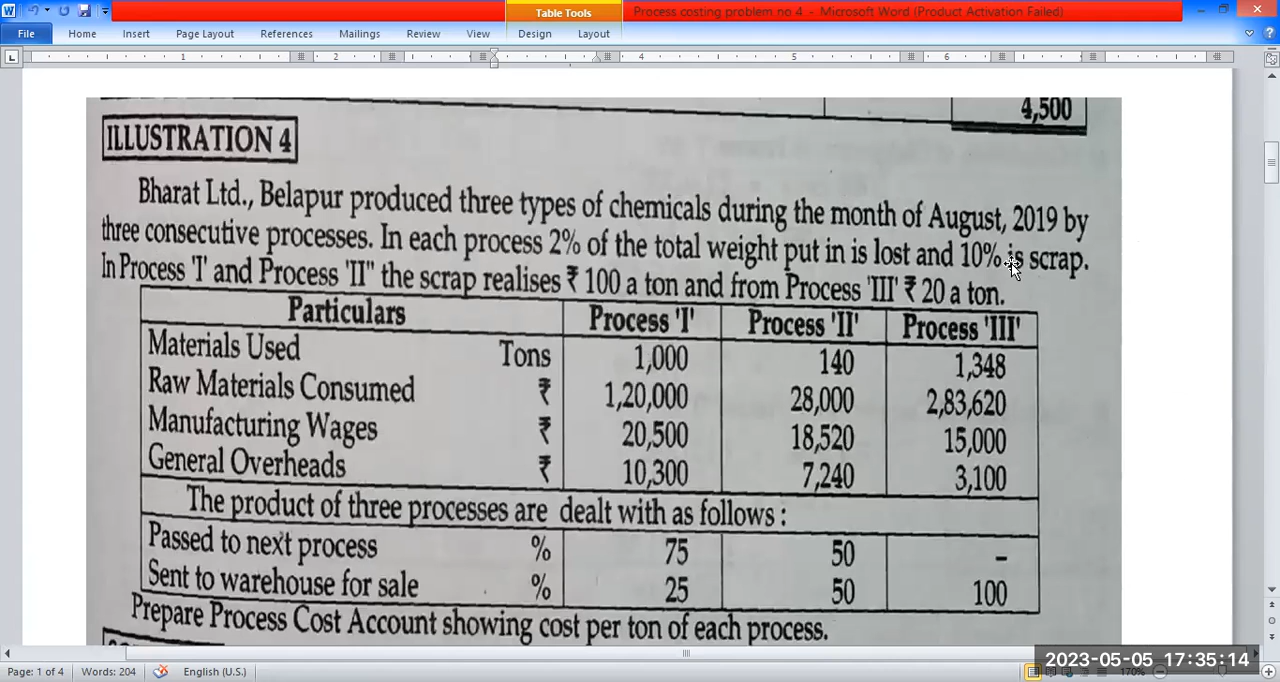 Table Tools
Process costing problem no 4 - Microsoft Word (Product Activation Failed)
File Home Insert Page Layout References Mailings Review View Design Layout
1 2 4 5 6
4,500
ILLUSTRATION 4
Bharat Ltd., Belapur produced three types of chemicals during the month of August, 2019 by
three consecutive processes. In each process 2% of the total weight put in is lost and 10% is scrap.
In Process 'I' and Process 'II" the scrap realises ₹ 100 a ton and from Process 'III' ₹ 20 a ton.
Particulars Process 'I' Process 'II' Process 'III'
Materials Used Tons 1,000 140 1,348
Raw Materials Consumed ₹ 1,20,000 28,000 2,83,620
Manufacturing Wages ₹ 20,500 18,520 15,000
General Overheads ₹ 10,300 7,240 3,100
The product of three processes are dealt with as follows :
Passed to next process % 75 50 –
Sent to warehouse for sale % 25 50 100
Prepare Process Cost Account showing cost per ton of each process.
2023-05-05 17:35:14
Page: 1 of 4 Words: 204 English (U.S.) 170%